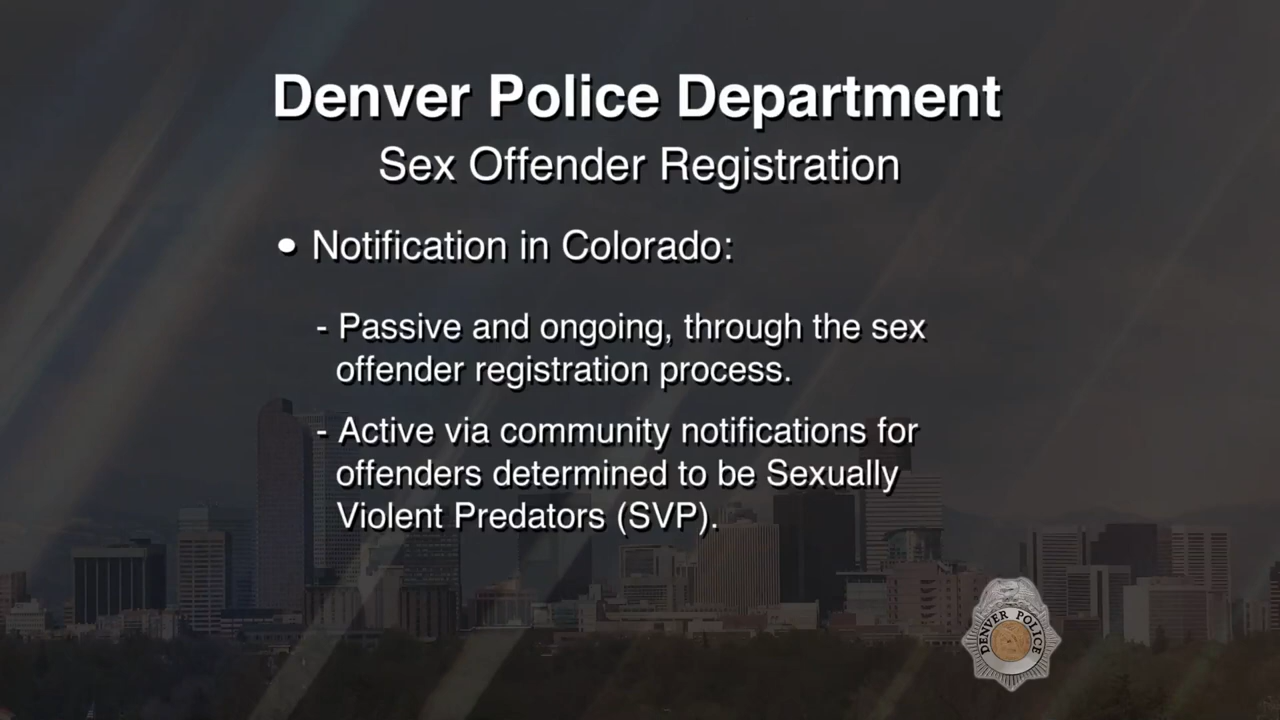 Denver Police Department
Sex Offender Registration
• Notification in Colorado:
- Passive and ongoing, through the sex
offender registration process.
- Active via community notifications for
offenders determined to be Sexually
Violent Predators (SVP).
DENVER POLICE